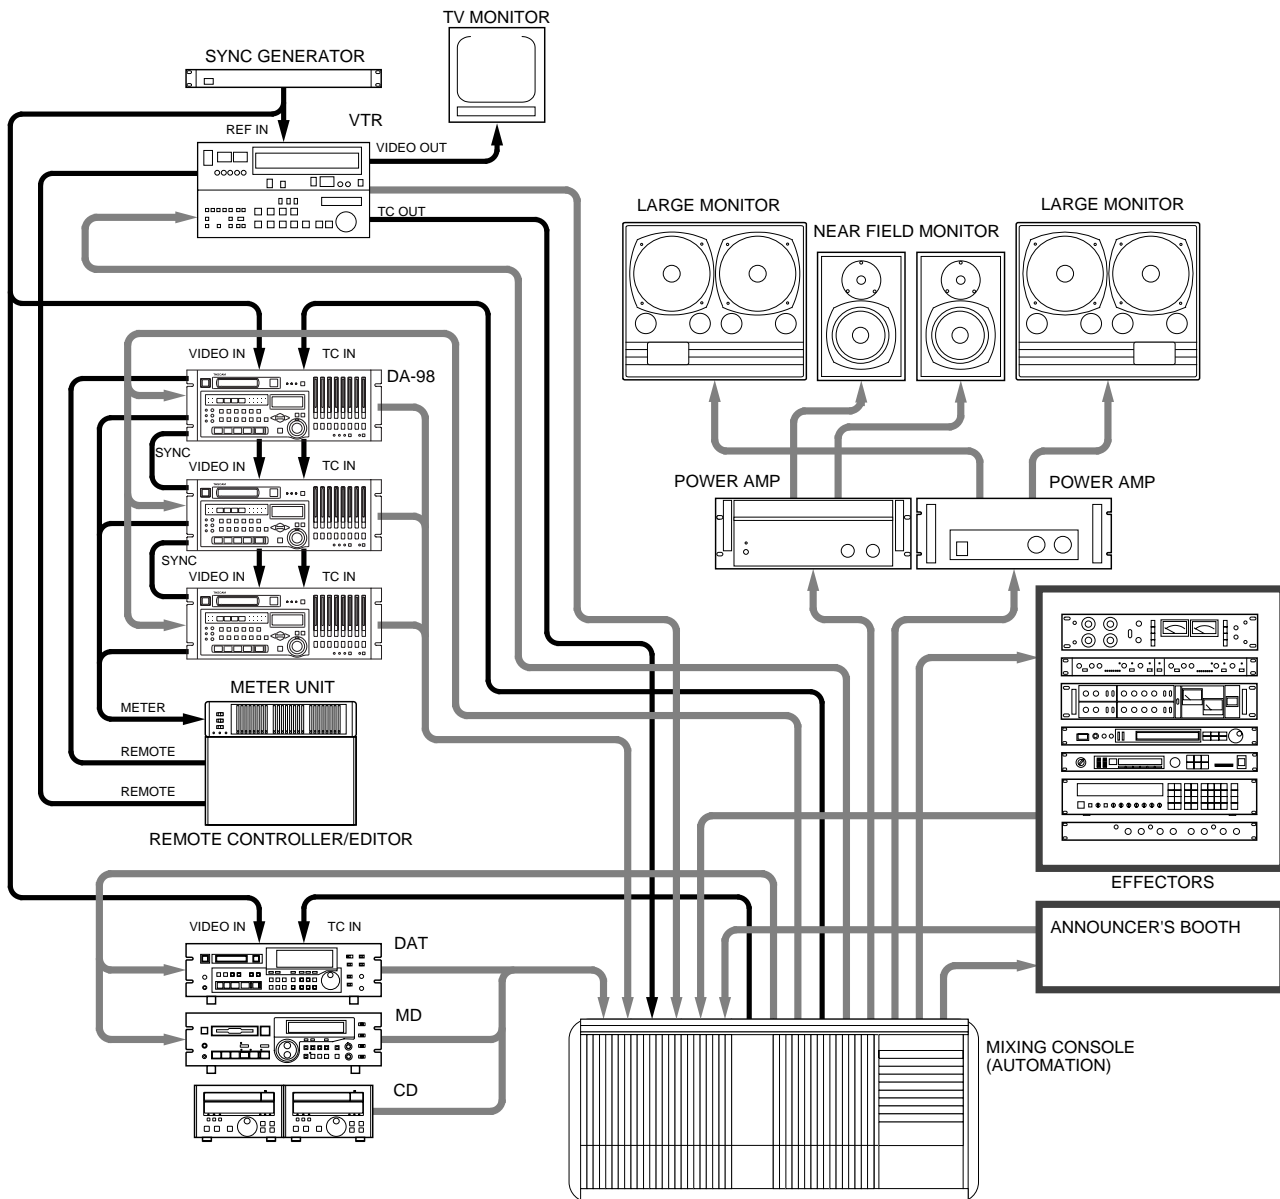 TV MONITOR
SYNC GENERATOR
VTR
REF IN
VIDEO OUT
TC OUT
LARGE MONITOR
NEAR FIELD MONITOR
LARGE MONITOR
VIDEO IN
TC IN
DA-98
TASCAM
SYNC
VIDEO IN
TC IN
TASCAM
SYNC
VIDEO IN
TC IN
TASCAM
POWER AMP
POWER AMP
METER UNIT
METER
REMOTE
REMOTE
REMOTE CONTROLLER/EDITOR
EFFECTORS
VIDEO IN
TC IN
DAT
ANNOUNCER'S BOOTH
MD
CD
MIXING CONSOLE
(AUTOMATION)